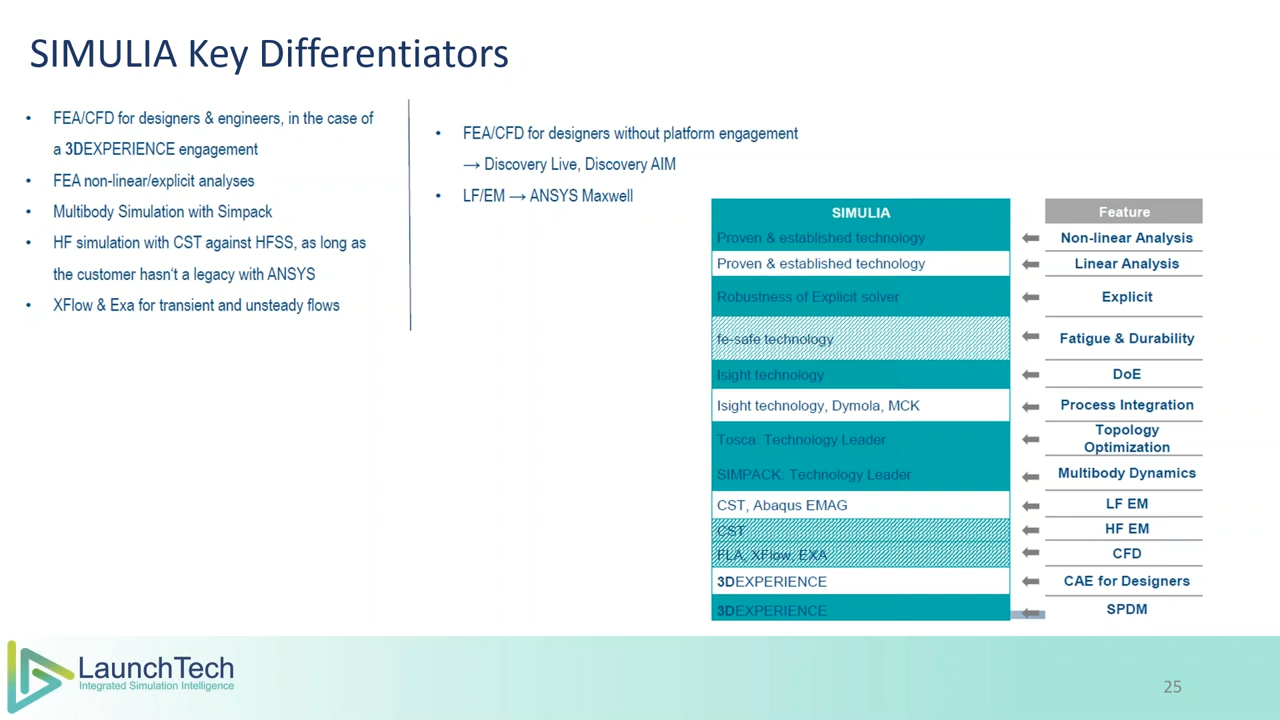 SIMULIA Key Differentiators
• FEA/CFD for designers & engineers, in the case of
a 3DEXPERIENCE engagement
• FEA non-linear/explicit analyses
• Multibody Simulation with Simpack
• HF simulation with CST against HFSS, as long as
the customer hasn't a legacy with ANSYS
• XFlow & Exa for transient and unsteady flows
• FEA/CFD for designers without platform engagement
→ Discovery Live, Discovery AIM
• LF/EM → ANSYS Maxwell
SIMULIA Feature
Proven & established technology Non-linear Analysis
Proven & established technology Linear Analysis
Robustness of Explicit solver Explicit
fe-safe technology Fatigue & Durability
Isight technology DoE
Isight technology, Dymola, MCK Process Integration
Tosca: Technology Leader Topology
Optimization
SIMPACK: Technology Leader Multibody Dynamics
CST, Abaqus EMAG LF EM
CST HF EM
FLA, XFlow, EXA CFD
3DEXPERIENCE CAE for Designers
3DEXPERIENCE SPDM
LaunchTech
Integrated Simulation Intelligence
25